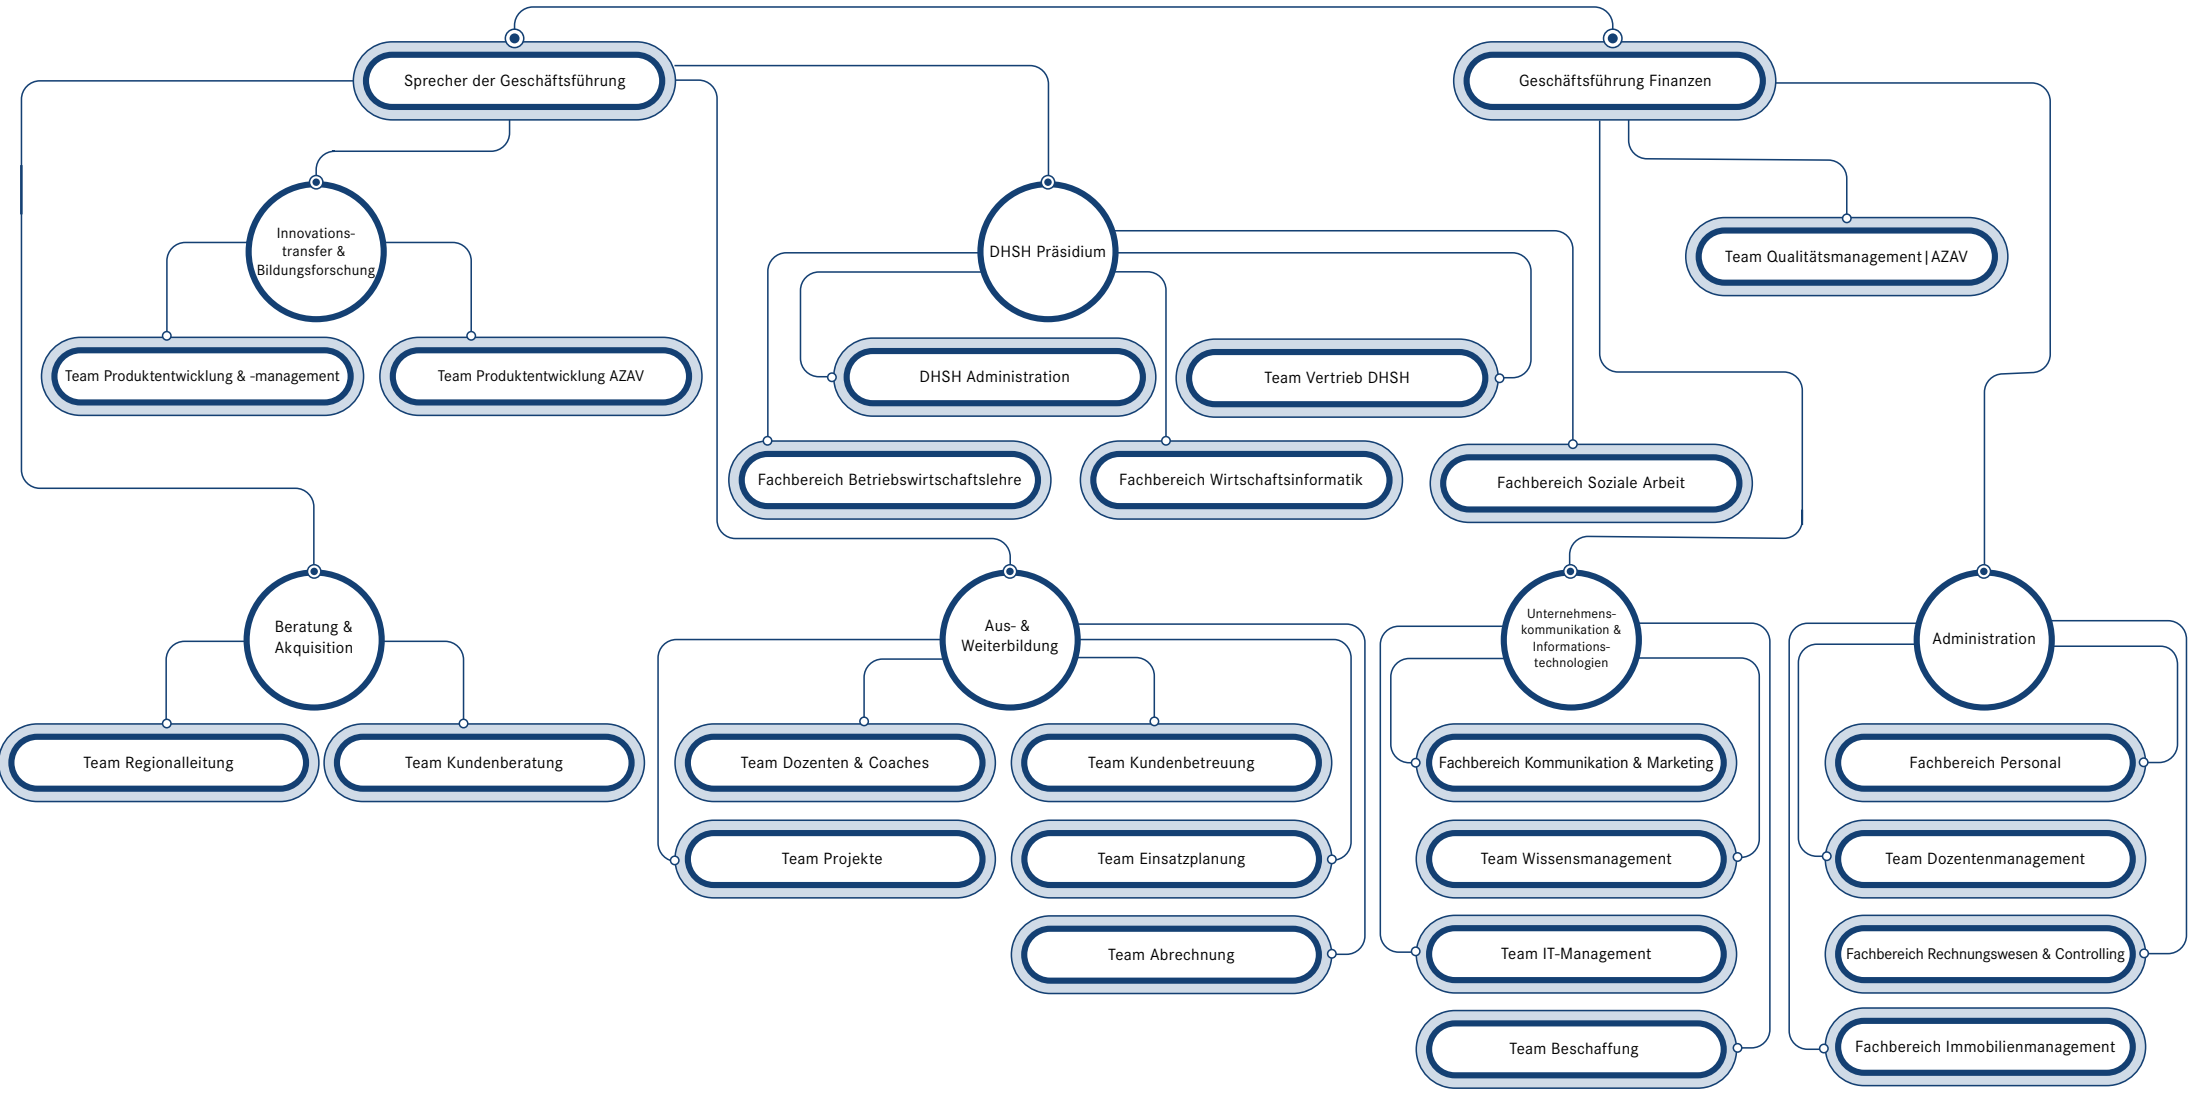 Sprecher der Geschäftsführung
Geschäftsführung Finanzen
Innovations-
transfer &
Bildungsforschung
DHSH Präsidium
Team Qualitätsmanagement|AZAV
Team Produktentwicklung & -management
Team Produktentwicklung AZAV
DHSH Administration
Team Vertrieb DHSH
Fachbereich Betriebswirtschaftslehre
Fachbereich Wirtschaftsinformatik
Fachbereich Soziale Arbeit
Beratung &
Akquisition
Aus- &
Weiterbildung
Unternehmens-
kommunikation &
Informations-
technologien
Administration
Team Regionalleitung
Team Kundenberatung
Team Dozenten & Coaches
Team Kundenbetreuung
Fachbereich Kommunikation & Marketing
Fachbereich Personal
Team Projekte
Team Einsatzplanung
Team Wissensmanagement
Team Dozentenmanagement
Team Abrechnung
Team IT-Management
Fachbereich Rechnungswesen & Controlling
Team Beschaffung
Fachbereich Immobilienmanagement